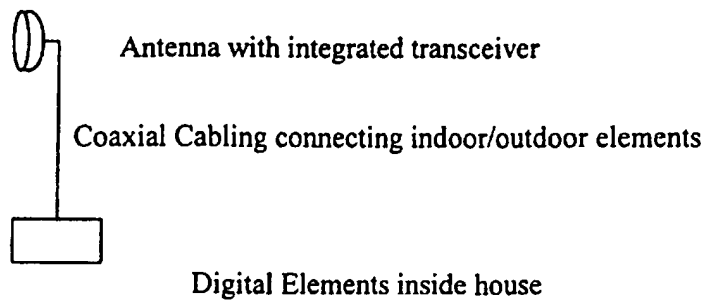 Antenna with integrated transceiver
Coaxial Cabling connecting indoor/outdoor elements
Digital Elements inside house